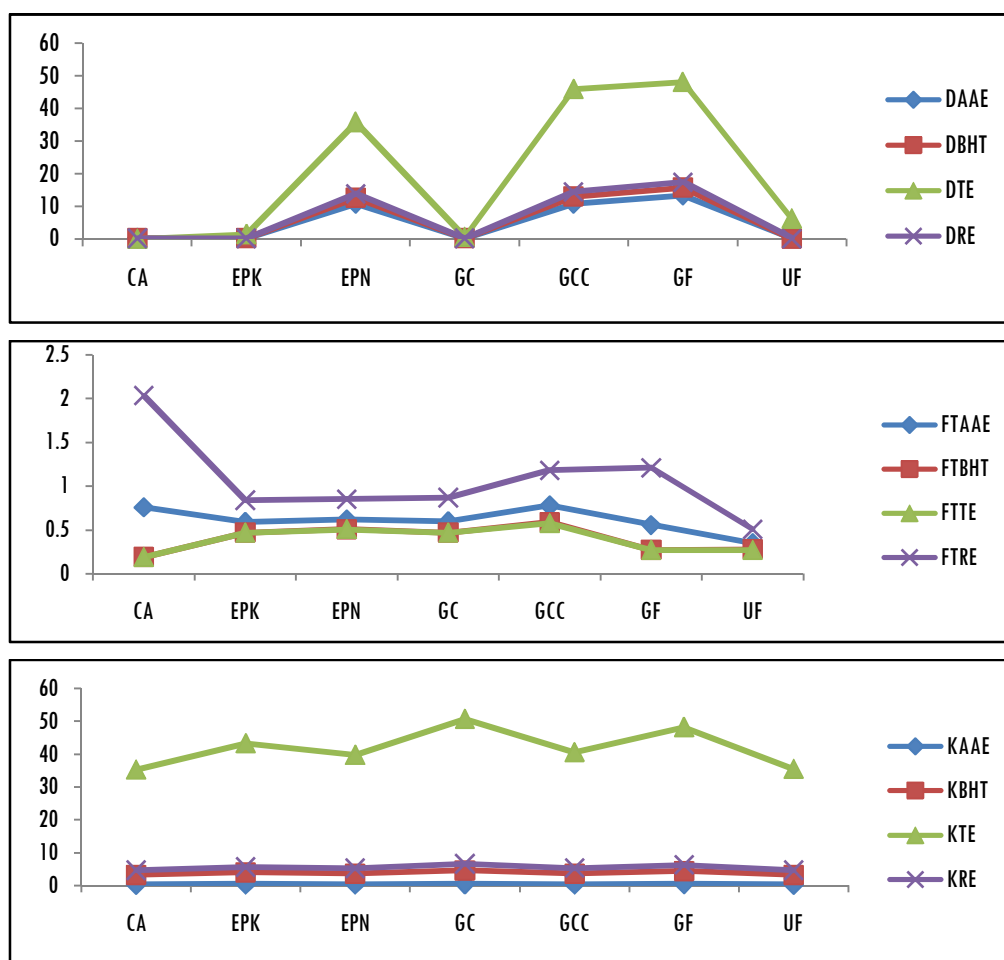 60
50
40
30
20
10
0
CA EPK EPN GC GCC GF UF
DAAE
DBHT
DTE
DRE
2.5
2
1.5
1
0.5
0
CA EPK EPN GC GCC GF UF
FTAAE
FTBHT
FTTE
FTRE
60
50
40
30
20
10
0
CA EPK EPN GC GCC GF UF
KAAE
KBHT
KTE
KRE